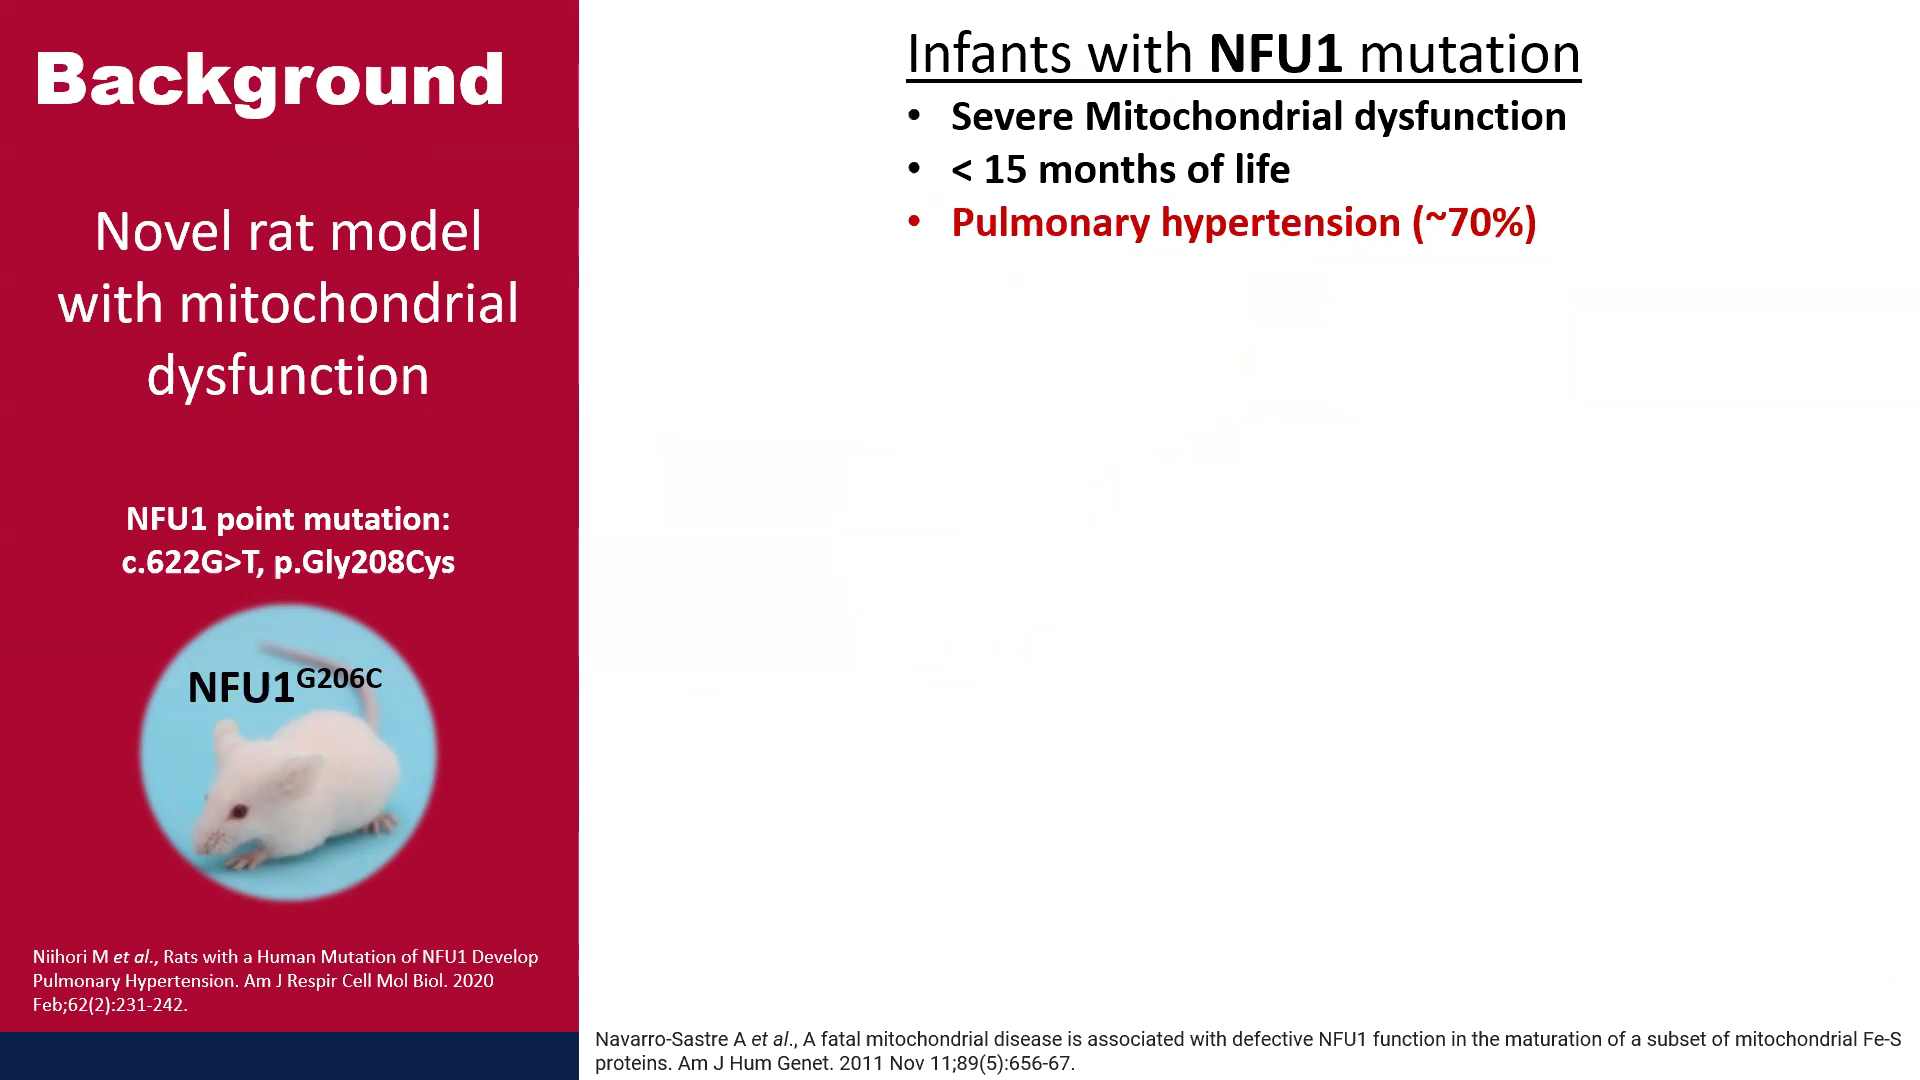 Background
Novel rat model
with mitochondrial
dysfunction
NFU1 point mutation:
c.622G>T, p.Gly208Cys
NFU1G206C
Niihori M et al., Rats with a Human Mutation of NFU1 Develop
Pulmonary Hypertension. Am J Respir Cell Mol Biol. 2020
Feb;62(2):231-242.
Infants with NFU1 mutation
• Severe Mitochondrial dysfunction
• < 15 months of life
• Pulmonary hypertension (~70%)
Navarro-Sastre A et al., A fatal mitochondrial disease is associated with defective NFU1 function in the maturation of a subset of mitochondrial Fe-S
proteins. Am J Hum Genet. 2011 Nov 11;89(5):656-67.